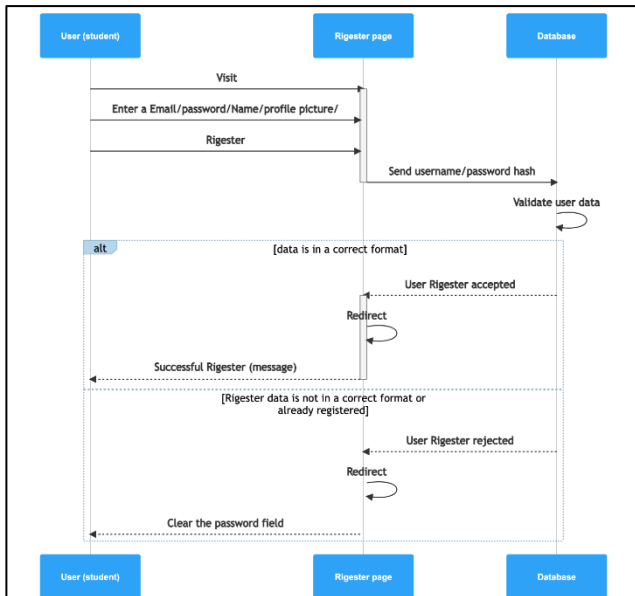 User (student)
Rigester page
Database
Visit
Enter a Email/password/Name/profile picture/
Rigester
Send username/password hash
Validate user data
alt
[data is in a correct format]
User Rigester accepted
Redirect
Successful Rigester (message)
[Rigester data is not in a correct format or
already registered]
User Rigester rejected
Redirect
Clear the password field
User (student)
Rigester page
Database